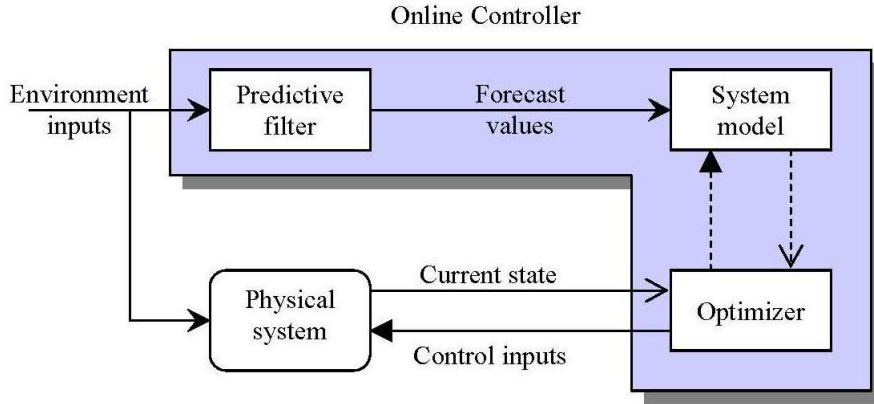 Online Controller
Environment
inputs
Predictive
filter
Forecast
values
System
model
Physical
system
Current state
Control inputs
Optimizer